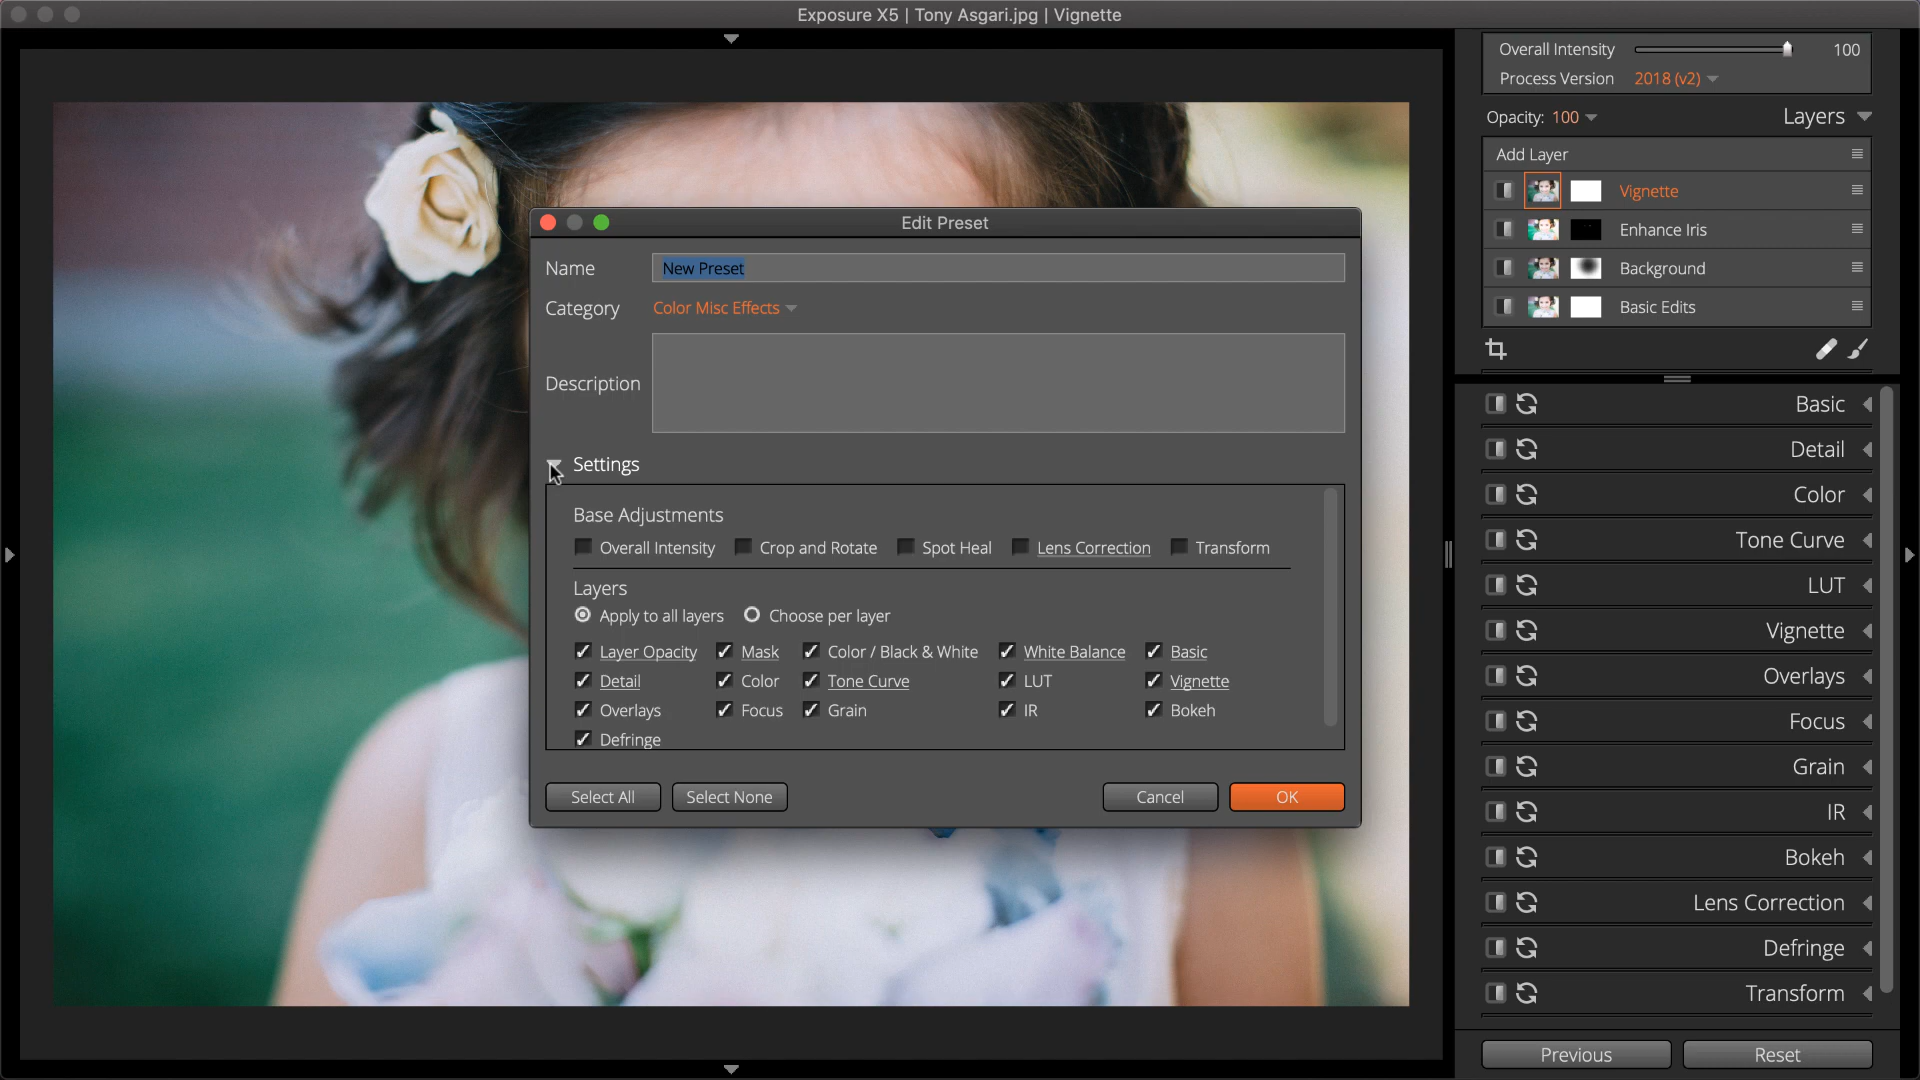 Exposure X5 | Tony Asgari.jpg | Vignette
Overall Intensity 100
Process Version 2018 (v2)
Opacity: 100 Layers
Add Layer
Vignette
Enhance Iris
Background
Basic Edits
Edit Preset
Name New Preset
Category Color Misc Effects
Description
Settings
Base Adjustments
Overall Intensity Crop and Rotate Spot Heal Lens Correction Transform
Layers
Apply to all layers Choose per layer
Layer Opacity Mask Color / Black & White White Balance Basic
Detail Color Tone Curve LUT Vignette
Overlays Focus Grain IR Bokeh
Defringe
Select All Select None Cancel OK
Basic
Detail
Color
Tone Curve
LUT
Vignette
Overlays
Focus
Grain
IR
Bokeh
Lens Correction
Defringe
Transform
Previous Reset